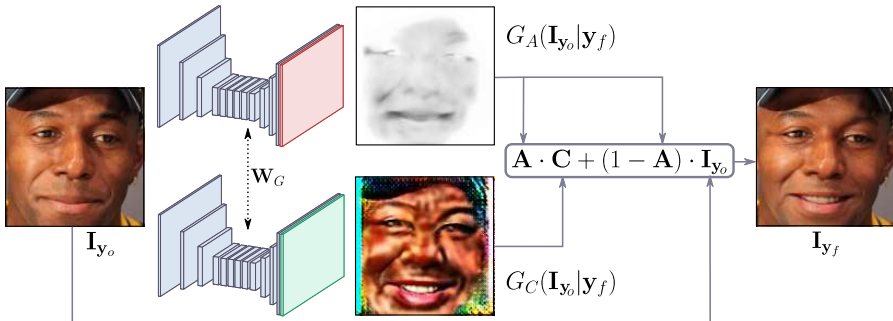 G_A(I_{y_o}|y_f)
W_G
A · C + (1 − A) · I_{y_o}
I_{y_o}
I_{y_f}
G_C(I_{y_o}|y_f)